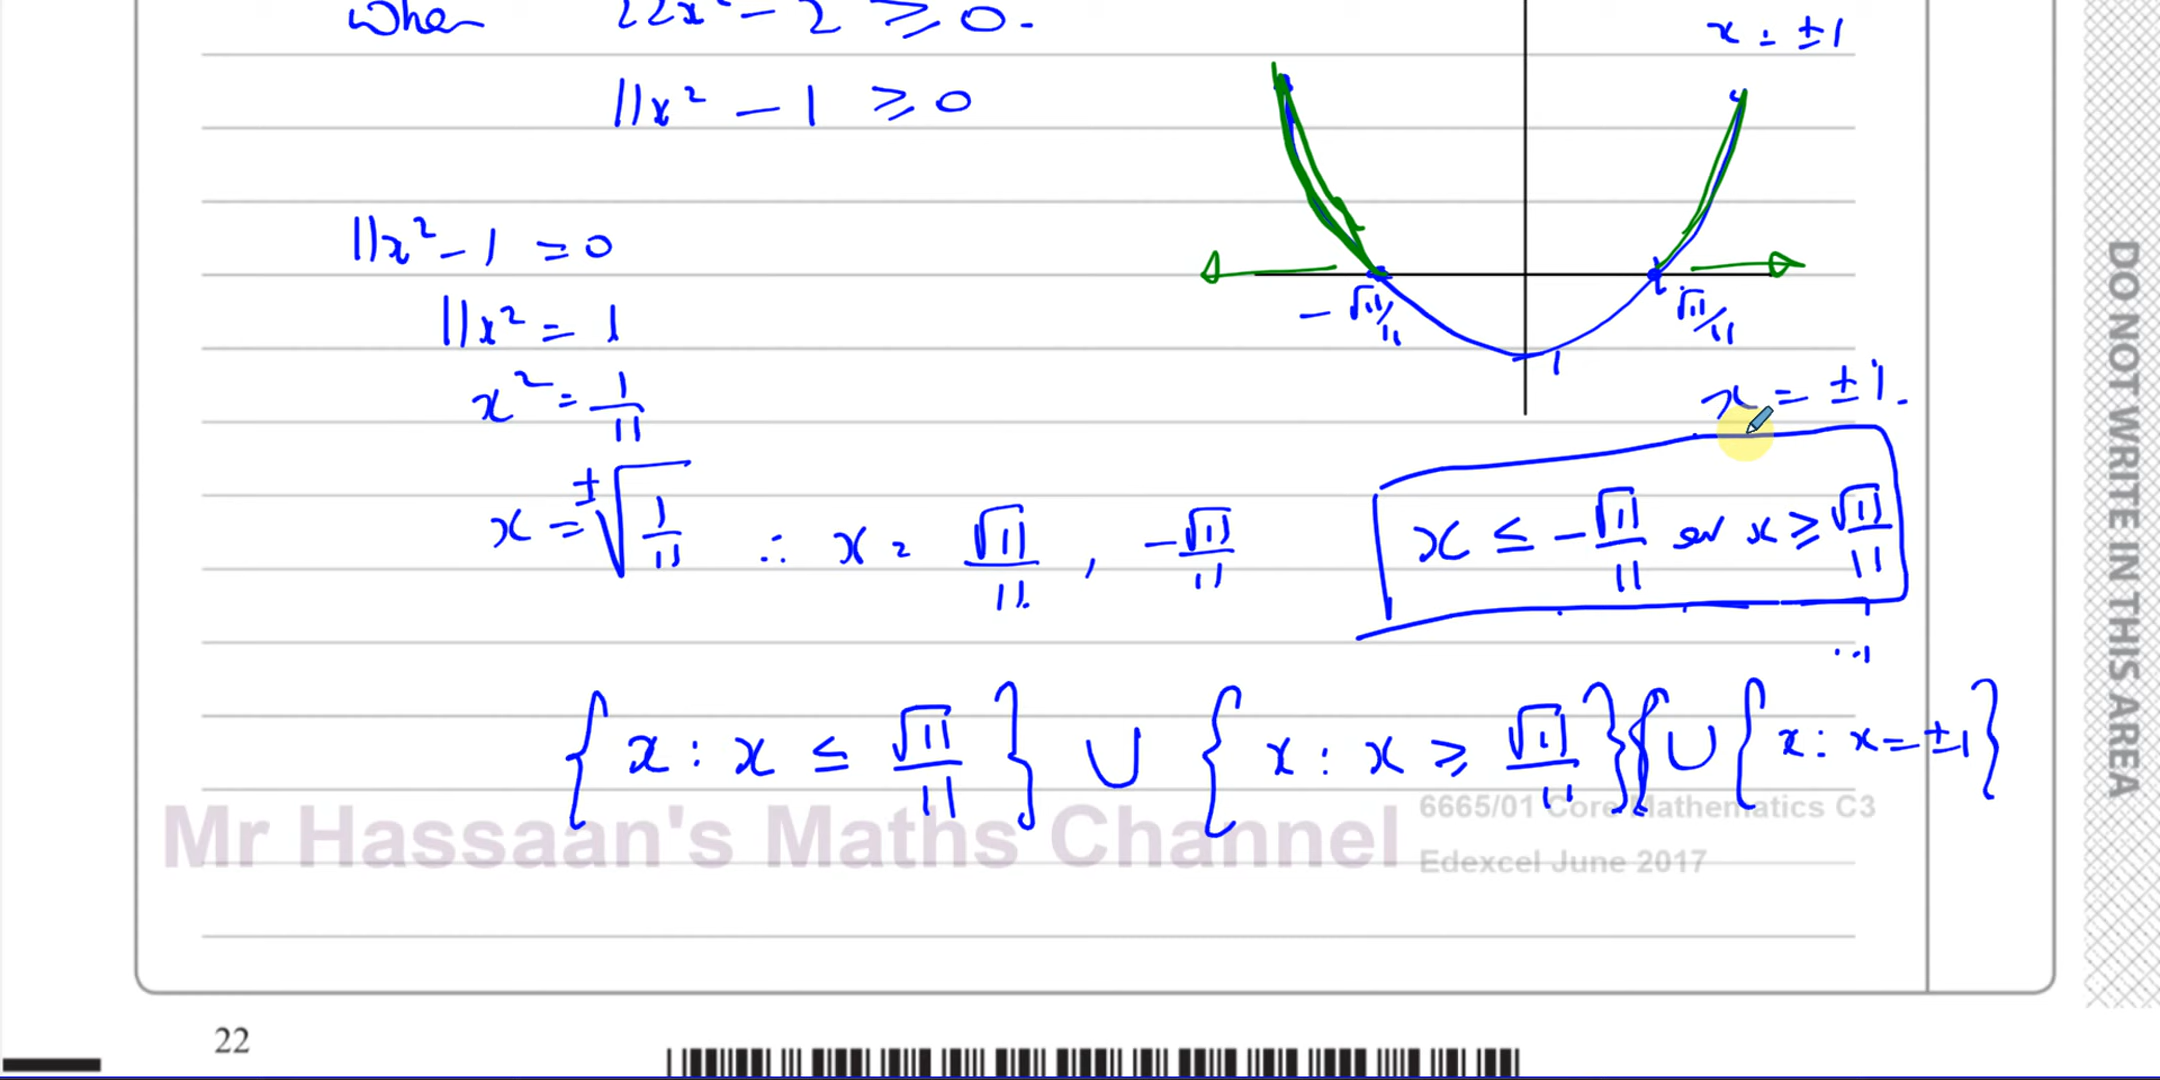 When 22x² - 2 ≥ 0.
x = ±1
11x² - 1 ≥ 0
11x² - 1 = 0
11x² = 1
-√11/11
√11/11
1
x² = 1/11
x = ±1.
x = ±√(1/11) ∴ x = √11/11, -√11/11
x ≤ -√11/11 or x ≥ √11/11
{x : x ≤ √11/11} ∪ {x : x ≥ √11/11} ∪ {x : x = ±1}
Mr Hassaan's Maths Channel
6665/01 Core Mathematics C3
Edexcel June 2017
22
DO NOT WRITE IN THIS AREA